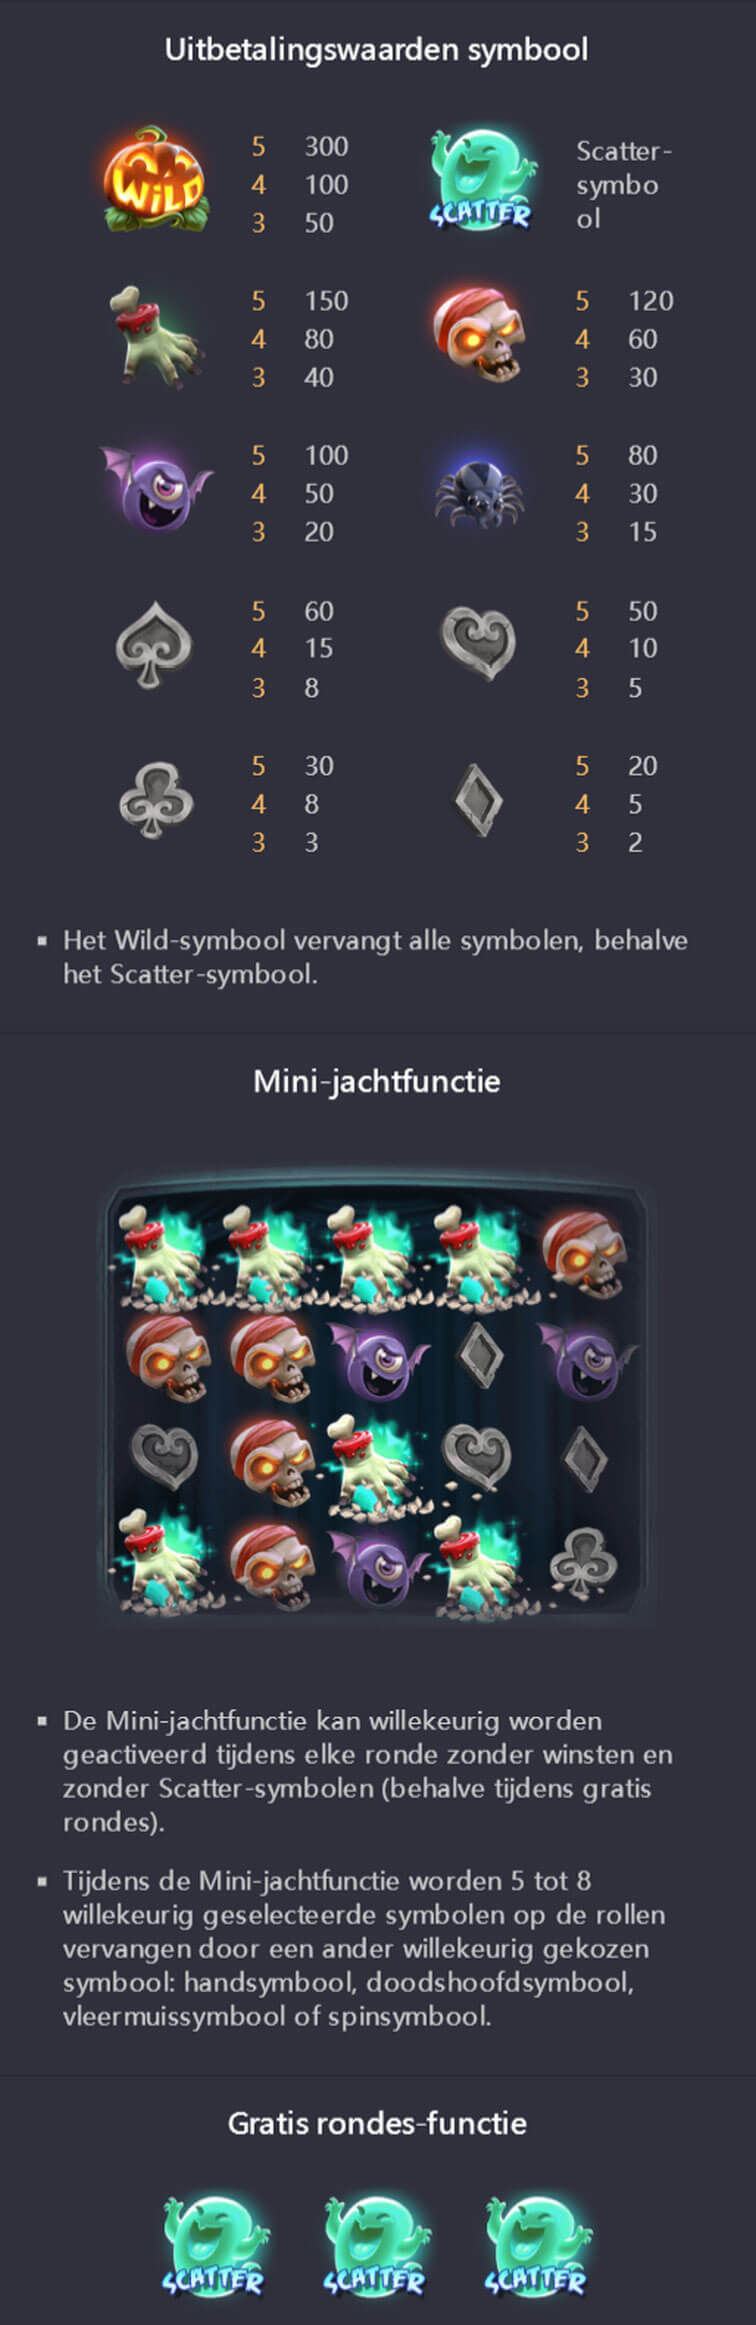 Uitbetalingswaarden symbool
WiLD
5 300
4 100
3 50
SCATTER
Scatter-
symbo
ol
5 150
4 80
3 40
5 120
4 60
3 30
5 100
4 50
3 20
5 80
4 30
3 15
5 60
4 15
3 8
5 50
4 10
3 5
5 30
4 8
3 3
5 20
4 5
3 2
▪ Het Wild-symbool vervangt alle symbolen, behalve
het Scatter-symbool.
Mini-jachtfunctie
▪ De Mini-jachtfunctie kan willekeurig worden
geactiveerd tijdens elke ronde zonder winsten en
zonder Scatter-symbolen (behalve tijdens gratis
rondes).
▪ Tijdens de Mini-jachtfunctie worden 5 tot 8
willekeurig geselecteerde symbolen op de rollen
vervangen door een ander willekeurig gekozen
symbool: handsymbool, doodshoofdsymbool,
vleermuissymbool of spinsymbool.
Gratis rondes-functie
SCATTER SCATTER SCATTER